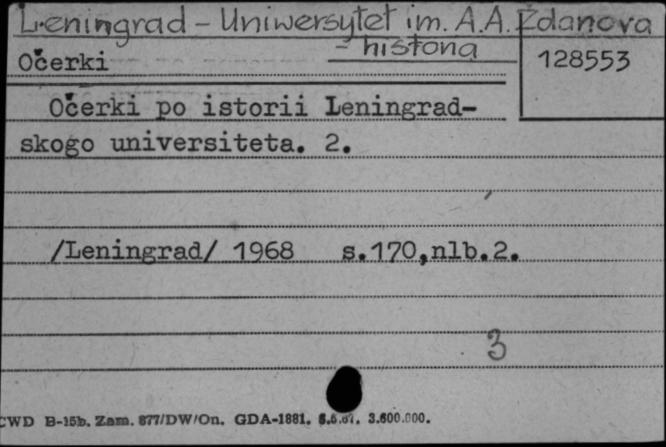 Leningrad - Uniwersytet im. A.A. Ždanova
- historia
Očerki
128553
Očerki po istorii Leningrad-
skogo universiteta. 2.
/Leningrad/ 1968 s.170,nlb.2.
3
CWD B-15b. Zam. 877/DW/On. GDA-1881. 3.600.000.